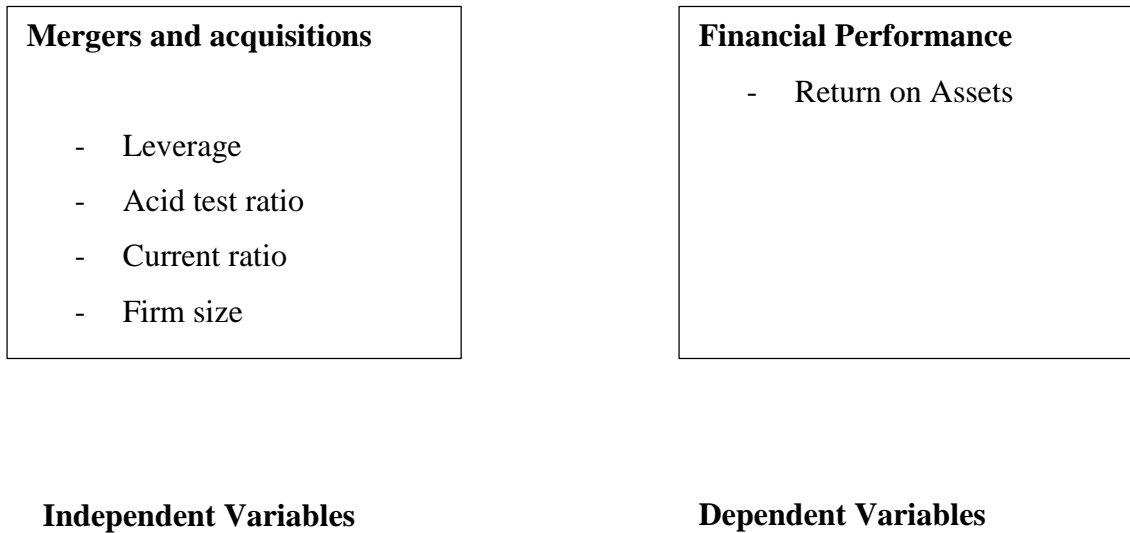 Mergers and acquisitions
- Leverage
- Acid test ratio
- Current ratio
- Firm size
Financial Performance
- Return on Assets
Independent Variables
Dependent Variables